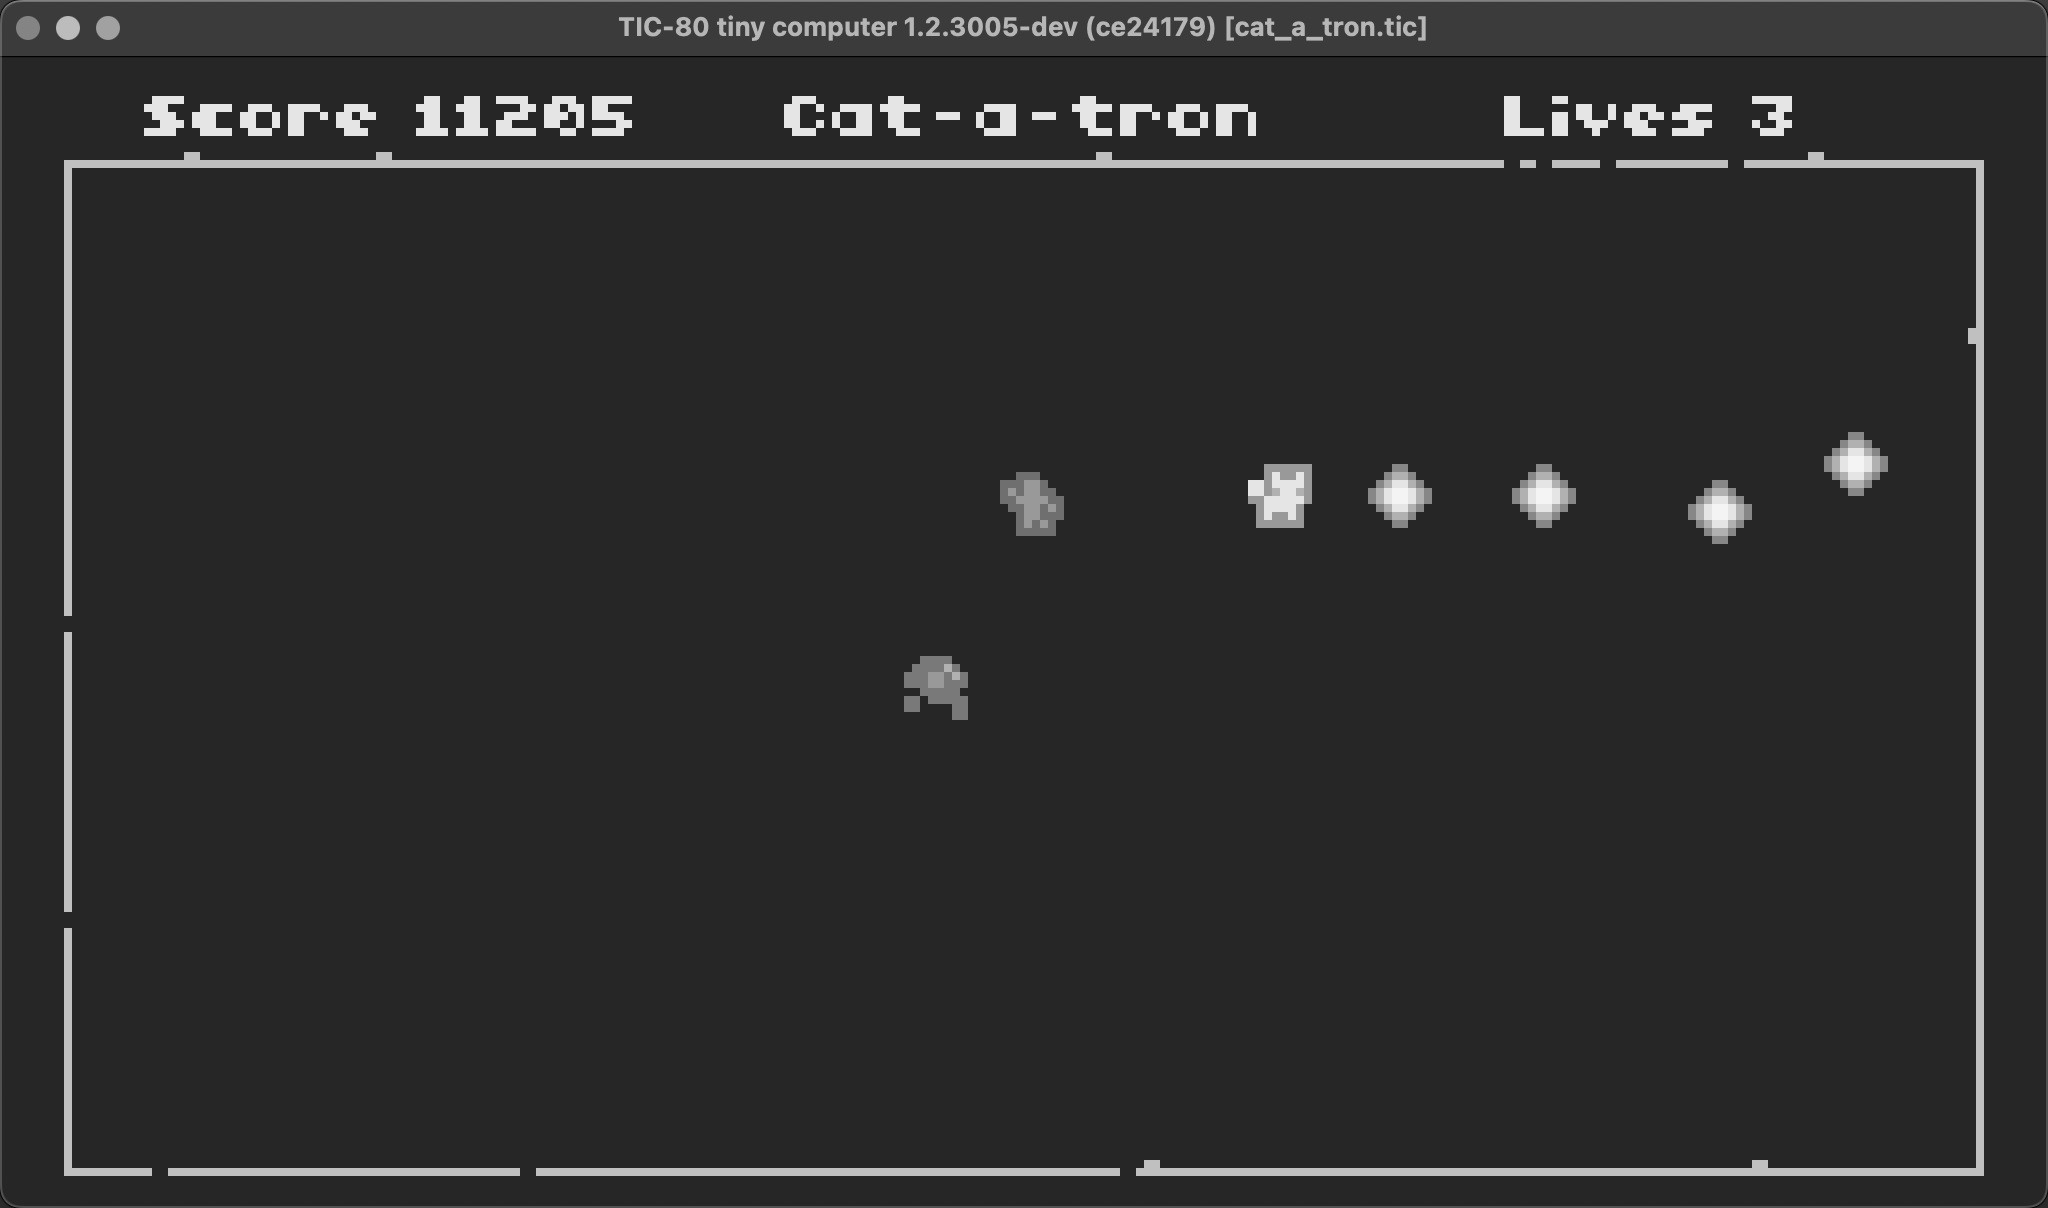 TIC-80 tiny computer 1.2.3005-dev (ce24179) [cat_a_tron.tic]
Score 11205 Cat-a-tron Lives 3